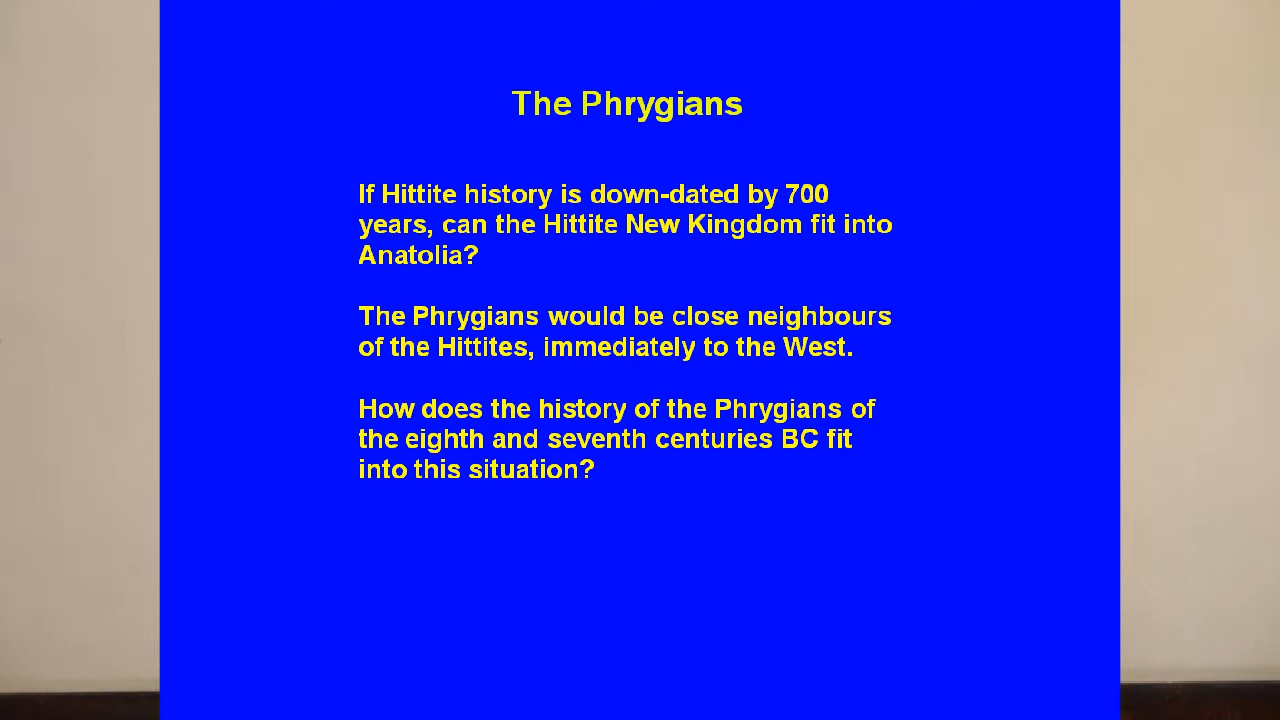 The Phrygians
If Hittite history is down-dated by 700
years, can the Hittite New Kingdom fit into
Anatolia?
The Phrygians would be close neighbours
of the Hittites, immediately to the West.
How does the history of the Phrygians of
the eighth and seventh centuries BC fit
into this situation?